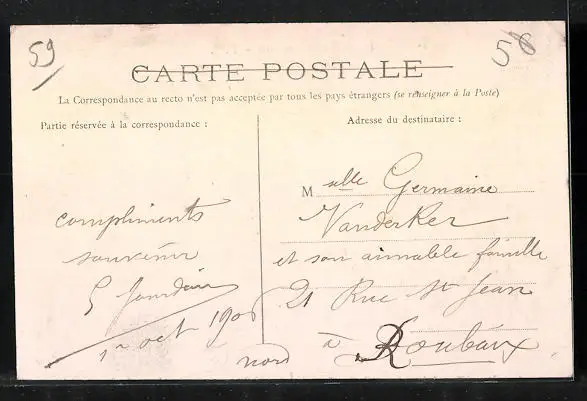 59
56
CARTE POSTALE
La Correspondance au recto n'est pas acceptée par tous les pays étrangers (se renseigner à la Poste)
Partie réservée à la correspondance :
compliments
souvenir
G Jourdain
1er oct 1906
Adresse du destinataire :
Melle Germaine
VanderKer
et son aimable famille
21 Rue St Jean
à Roubaix
nord